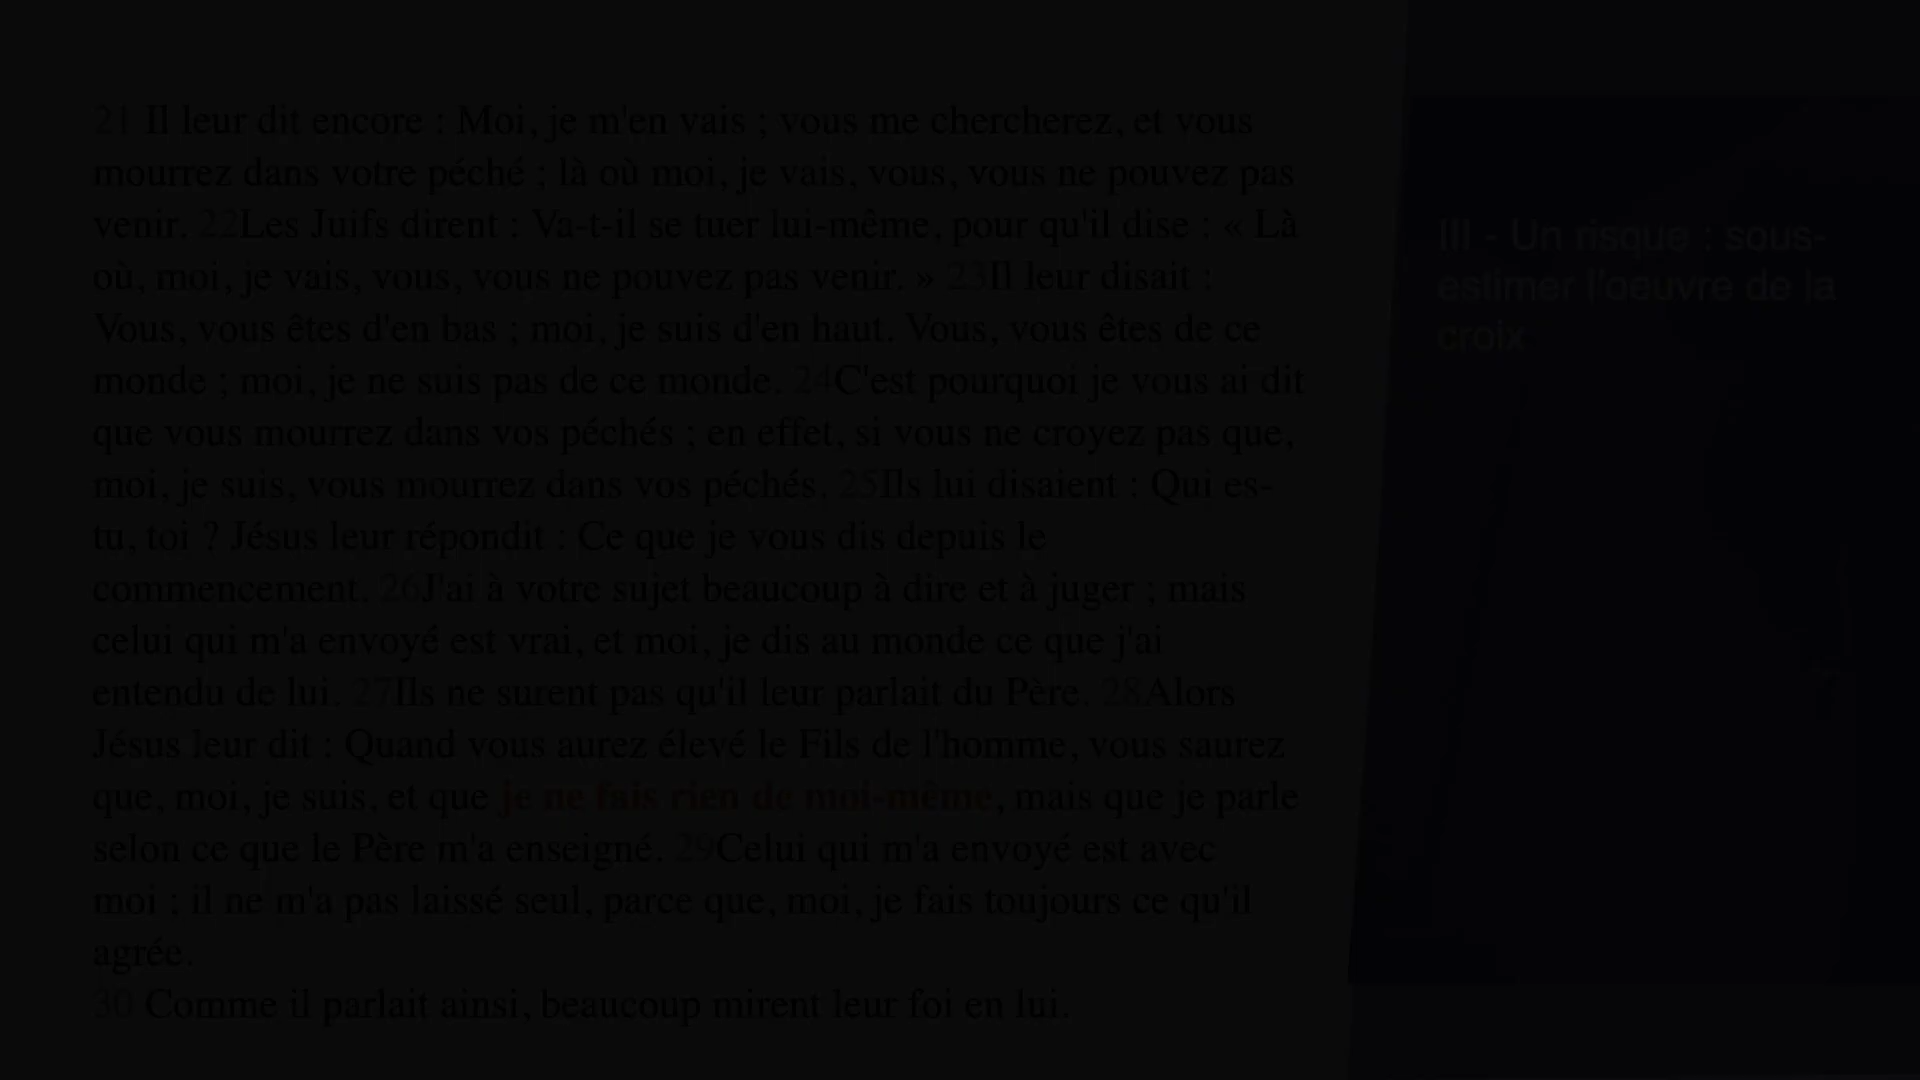 21 Il leur dit encore : Moi, je m'en vais ; vous me chercherez, et vous
mourrez dans votre péché ; là où moi, je vais, vous, vous ne pouvez pas
venir. 22Les Juifs dirent : Va-t-il se tuer lui-même, pour qu'il dise : « Là
où, moi, je vais, vous, vous ne pouvez pas venir. » 23Il leur disait :
Vous, vous êtes d'en bas ; moi, je suis d'en haut. Vous, vous êtes de ce
monde ; moi, je ne suis pas de ce monde. 24C'est pourquoi je vous ai dit
que vous mourrez dans vos péchés ; en effet, si vous ne croyez pas que,
moi, je suis, vous mourrez dans vos péchés. 25Ils lui disaient : Qui es-
tu, toi ? Jésus leur répondit : Ce que je vous dis depuis le
commencement. 26J'ai à votre sujet beaucoup à dire et à juger ; mais
celui qui m'a envoyé est vrai, et moi, je dis au monde ce que j'ai
entendu de lui. 27Ils ne surent pas qu'il leur parlait du Père. 28Alors
Jésus leur dit : Quand vous aurez élevé le Fils de l'homme, vous saurez
que, moi, je suis, et que je ne fais rien de moi-même, mais que je parle
selon ce que le Père m'a enseigné. 29Celui qui m'a envoyé est avec
moi ; il ne m'a pas laissé seul, parce que, moi, je fais toujours ce qu'il
agrée.
30 Comme il parlait ainsi, beaucoup mirent leur foi en lui.
III - Un risque : sous-
estimer l'oeuvre de la
croix